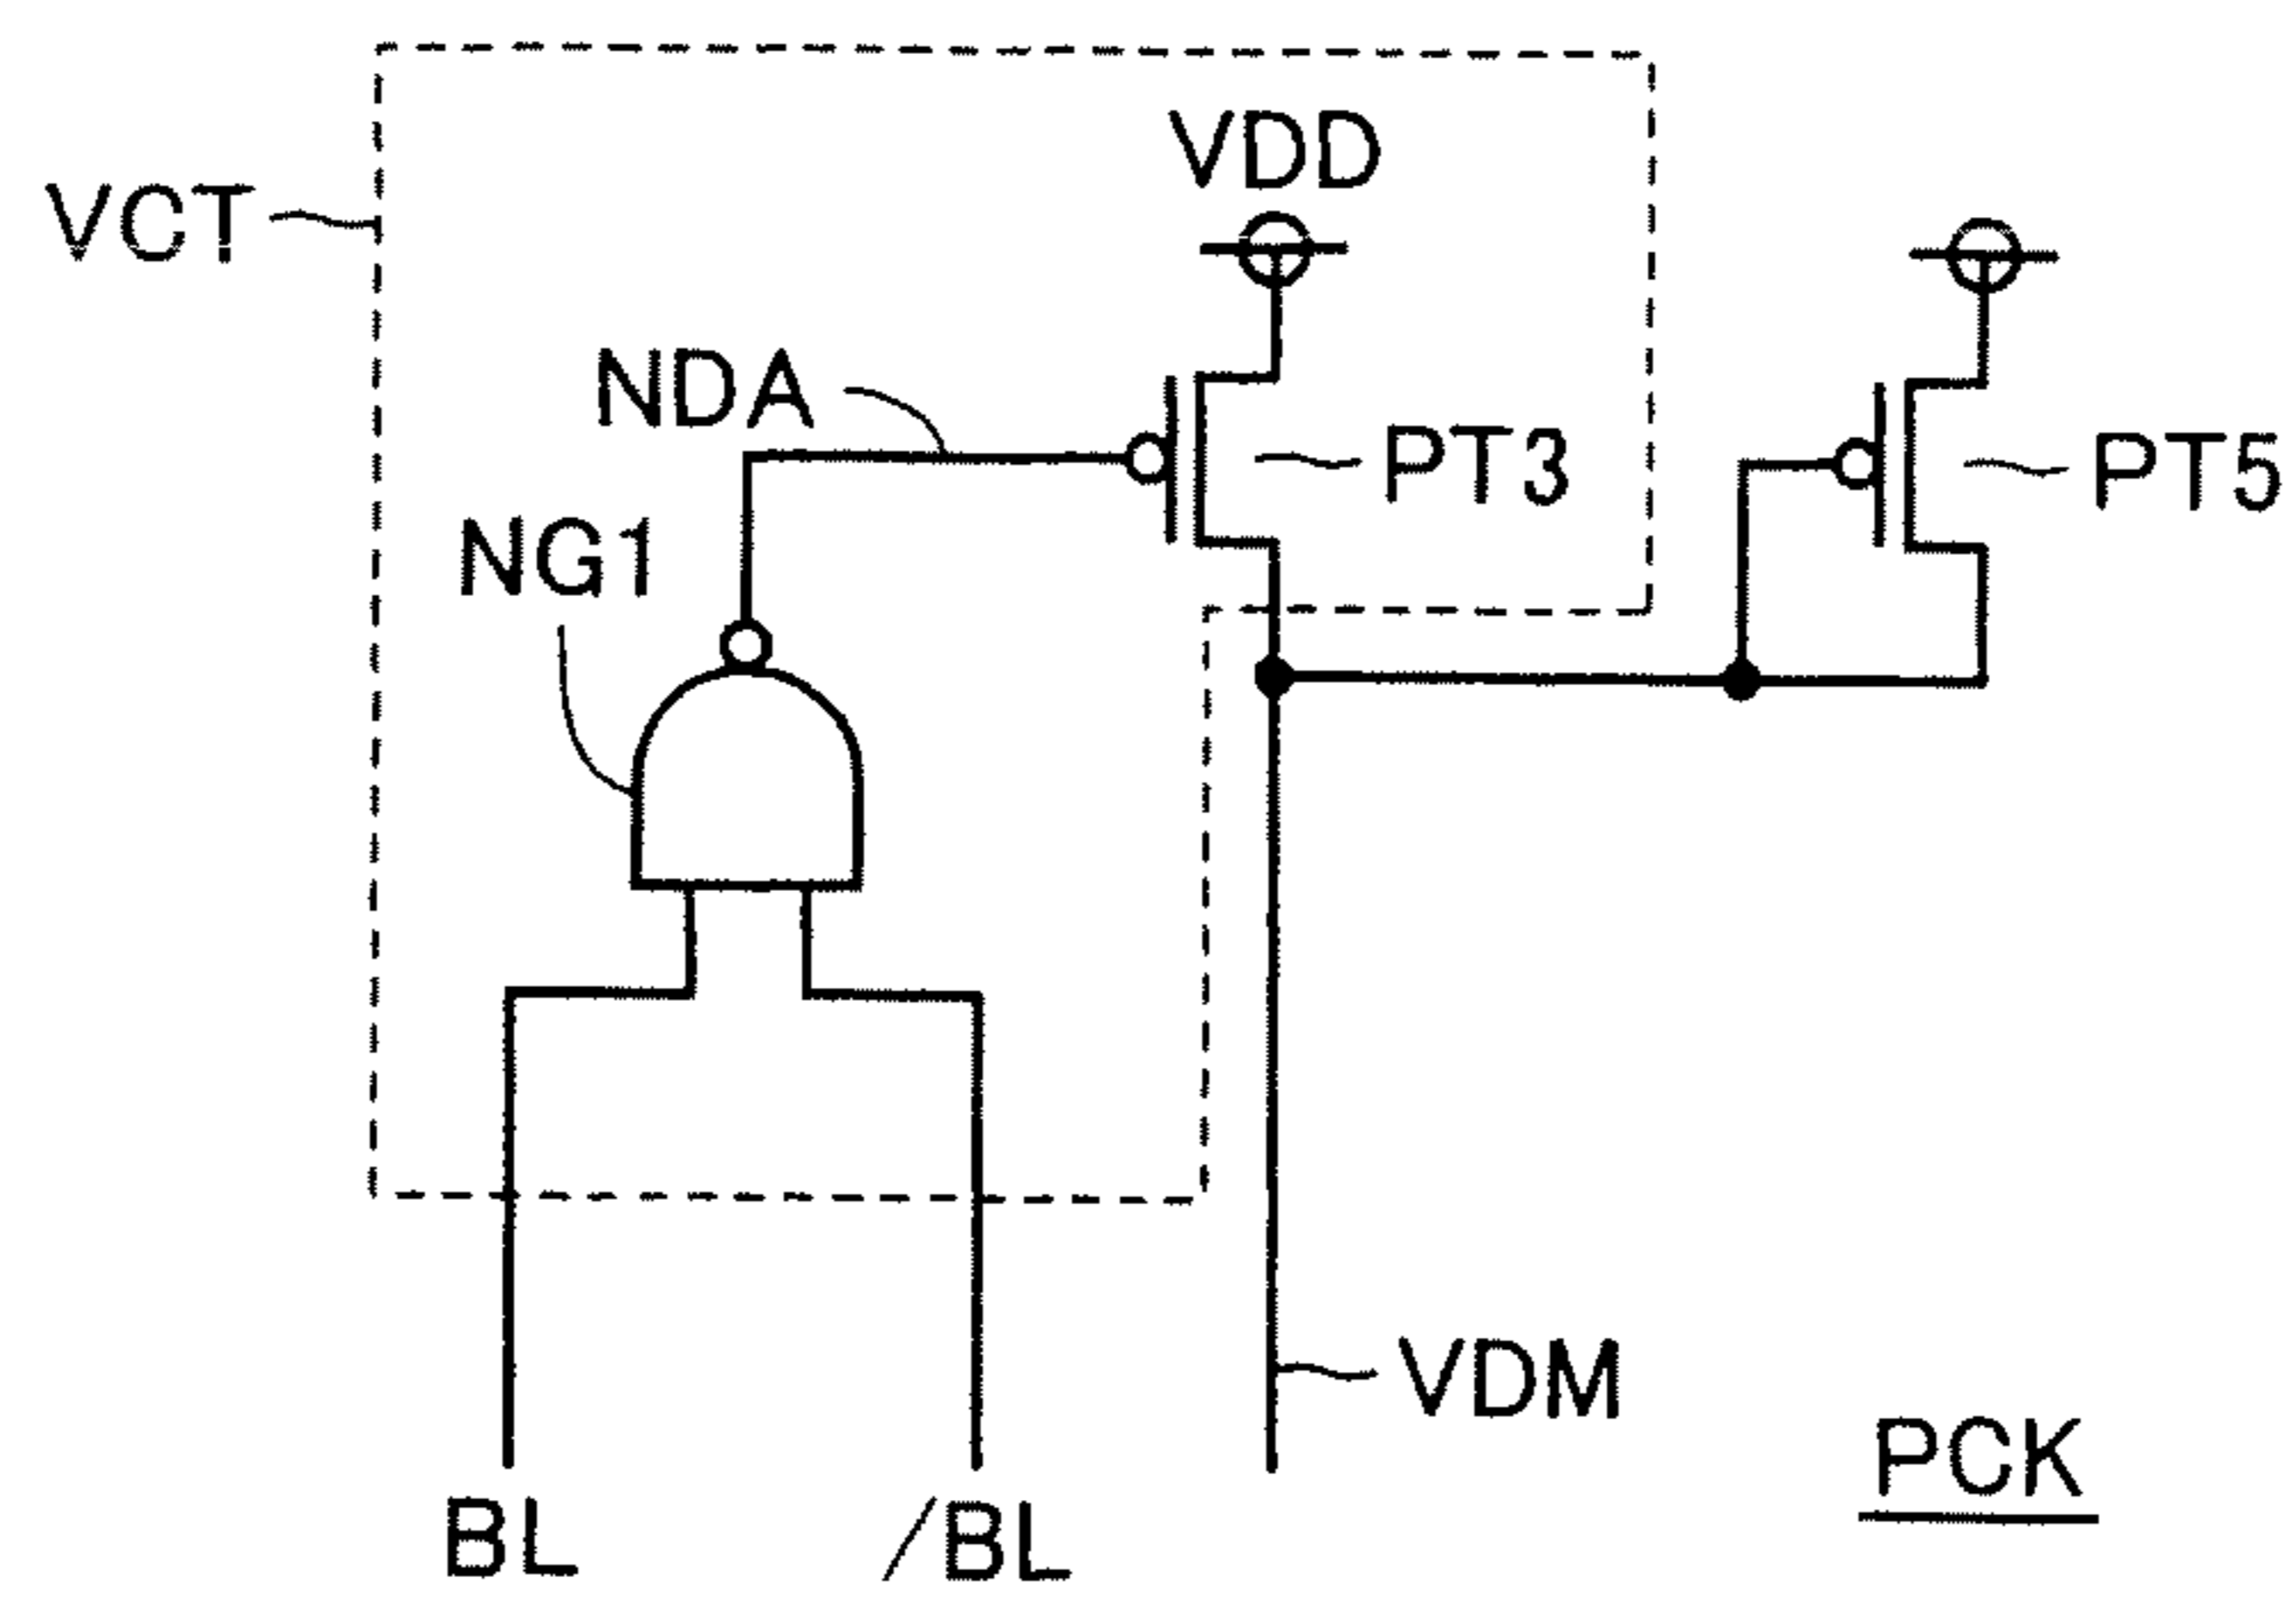 VDD
VCT
NDA
PT3
PT5
NG1
VDM
PCK
BL
/BL